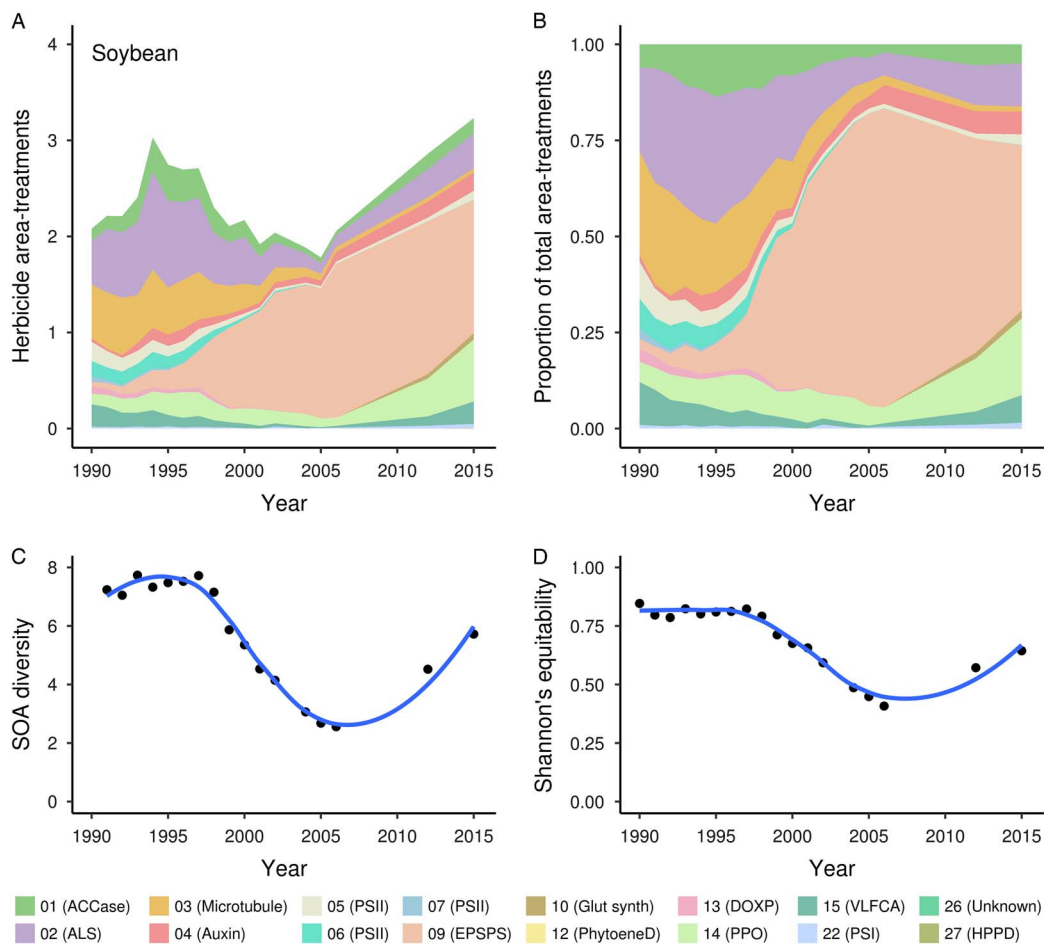 A
B
Soybean
4
3
2
1
0
Herbicide area-treatments
1990 1995 2000 2005 2010 2015
Year
1.00
0.75
0.50
0.25
0.00
Proportion of total area-treatments
1990 1995 2000 2005 2010 2015
Year
C
8
6
4
2
0
SOA diversity
1990 1995 2000 2005 2010 2015
Year
D
1.00
0.75
0.50
0.25
0.00
Shannon's equitability
1990 1995 2000 2005 2010 2015
Year
01 (ACCase) 03 (Microtubule) 05 (PSII) 07 (PSII) 10 (Glut synth) 13 (DOXP) 15 (VLFCA) 26 (Unknown)
02 (ALS) 04 (Auxin) 06 (PSII) 09 (EPSPS) 12 (PhytoeneD) 14 (PPO) 22 (PSI) 27 (HPPD)